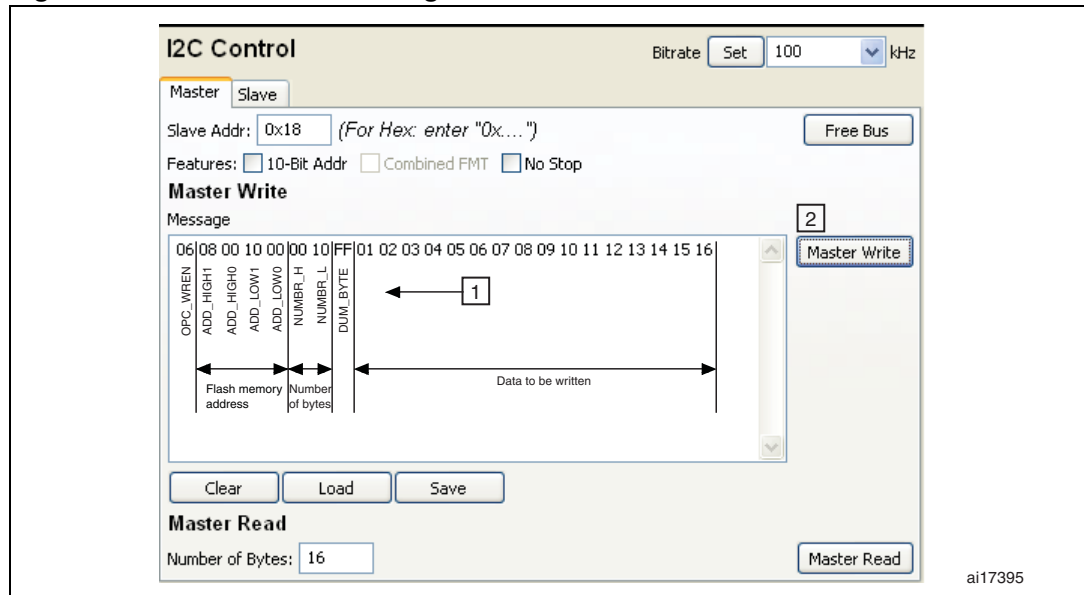 I2C Control
Bitrate Set 100 kHz
Master Slave
Slave Addr: 0x18 (For Hex: enter "0x....") Free Bus
Features: 10-Bit Addr Combined FMT No Stop
Master Write
Message
2
06 08 00 10 00 00 10 FF 01 02 03 04 05 06 07 08 09 10 11 12 13 14 15 16
Master Write
OPC_WREN
ADD_HIGH1
ADD_HIGH0
ADD_LOW1
ADD_LOW0
NUMBR_H
NUMBR_L
DUM_BYTE
1
Flash memory address
Number of bytes
Data to be written
Clear Load Save
Master Read
Number of Bytes: 16 Master Read
ai17395